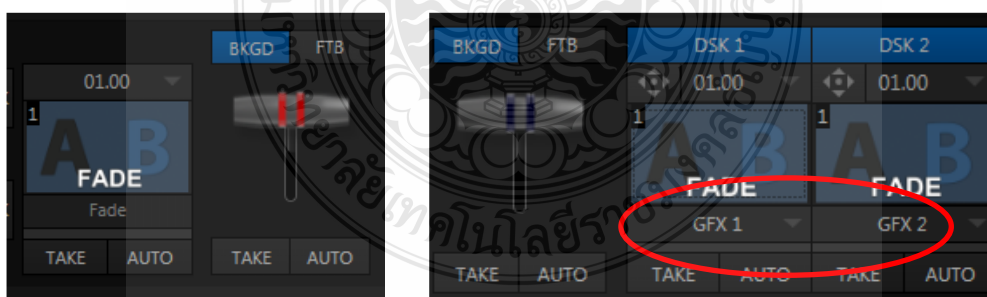 BKGD FTB
01.00
1
A B
FADE
Fade
TAKE AUTO TAKE AUTO
BKGD FTB DSK 1 DSK 2
01.00 01.00
1 1
A B A B
FADE FADE
GFX 1 GFX 2
TAKE AUTO TAKE AUTO TAKE AUTO